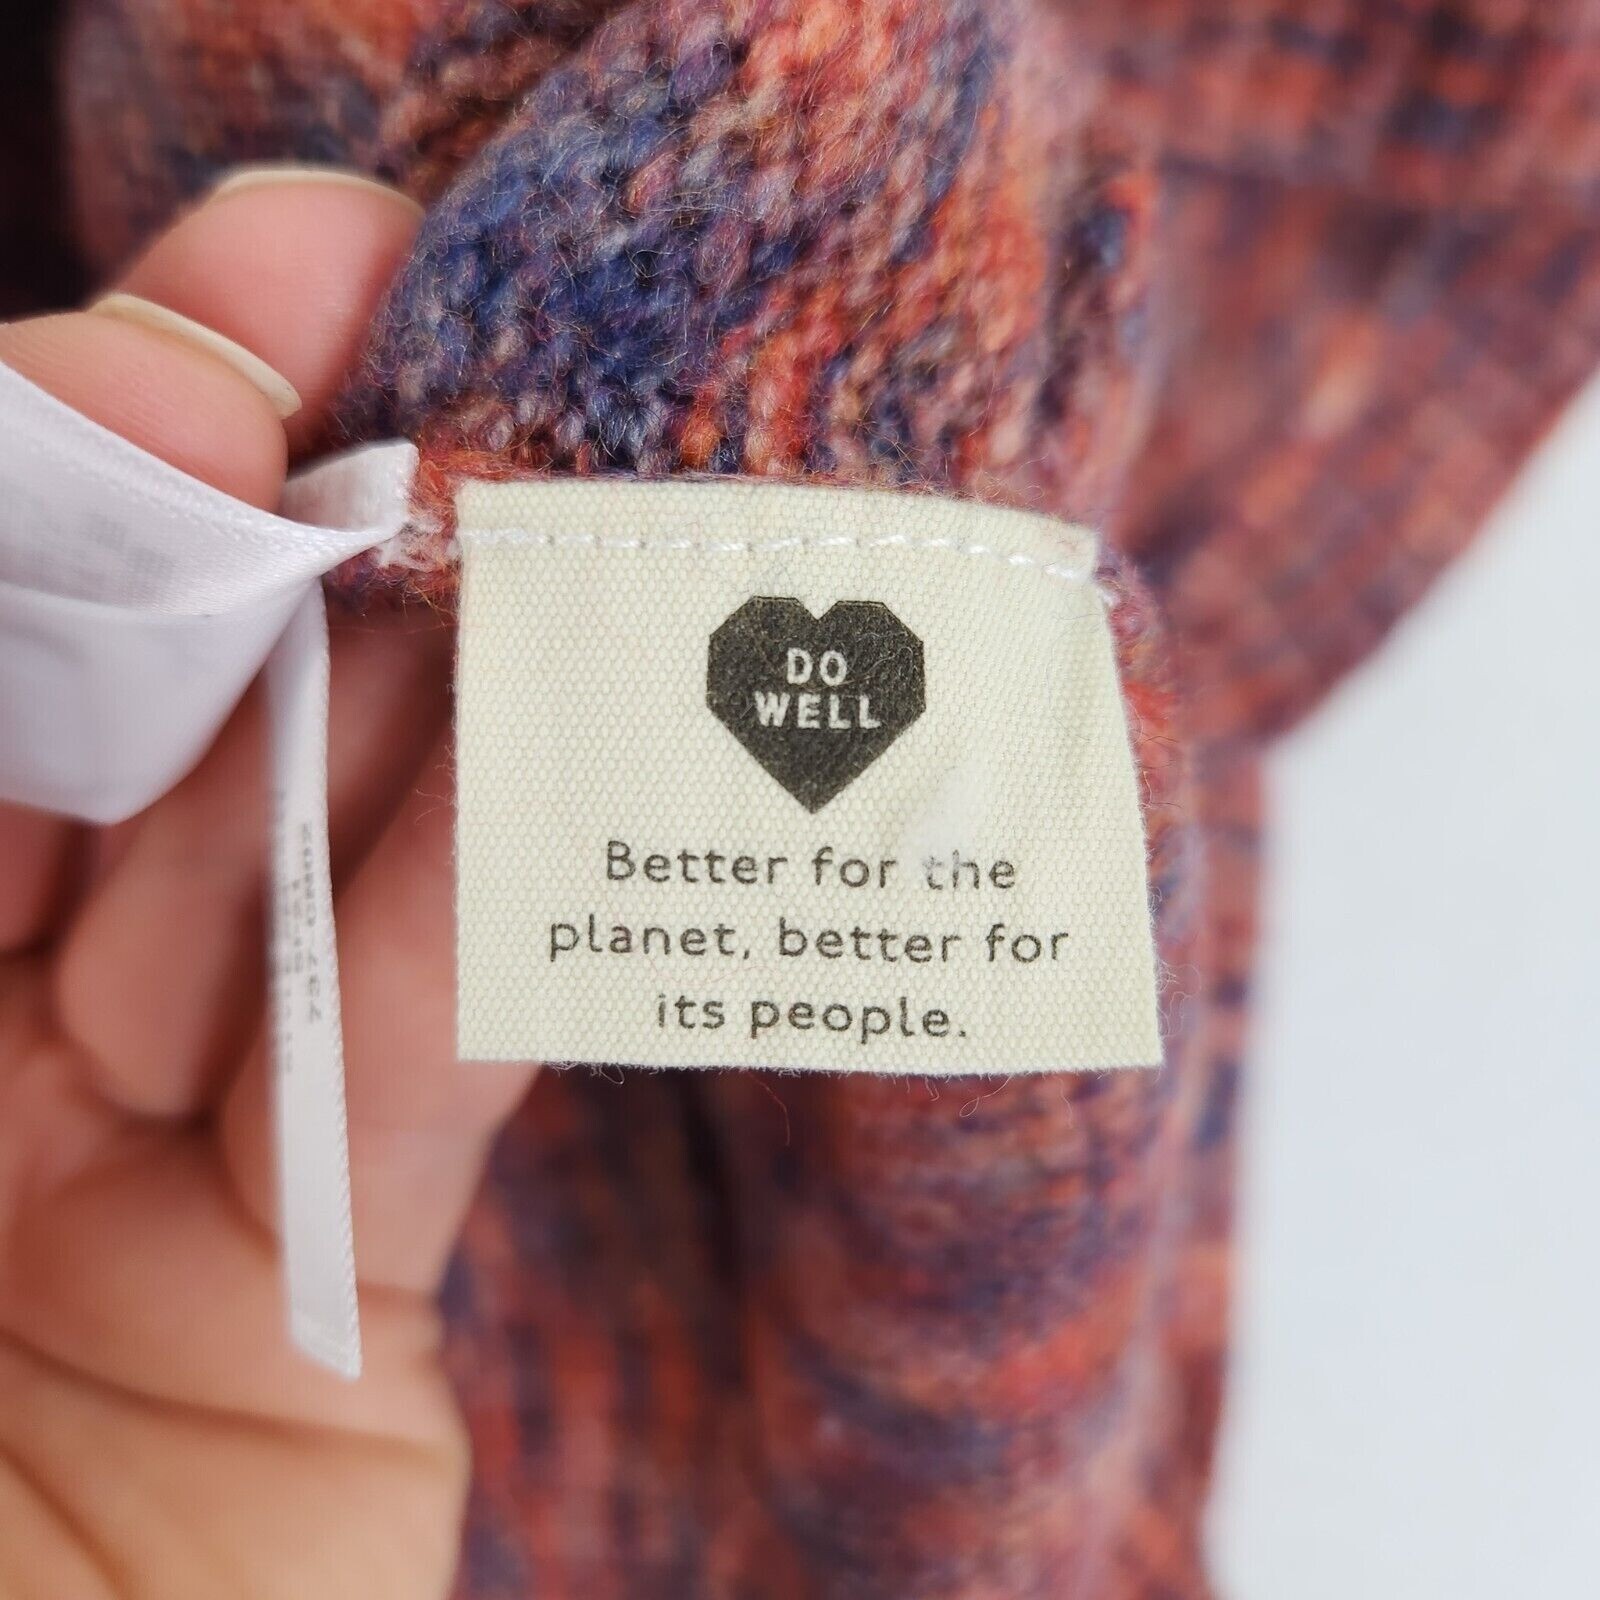 DO
WELL
Better for the
planet, better for
its people.